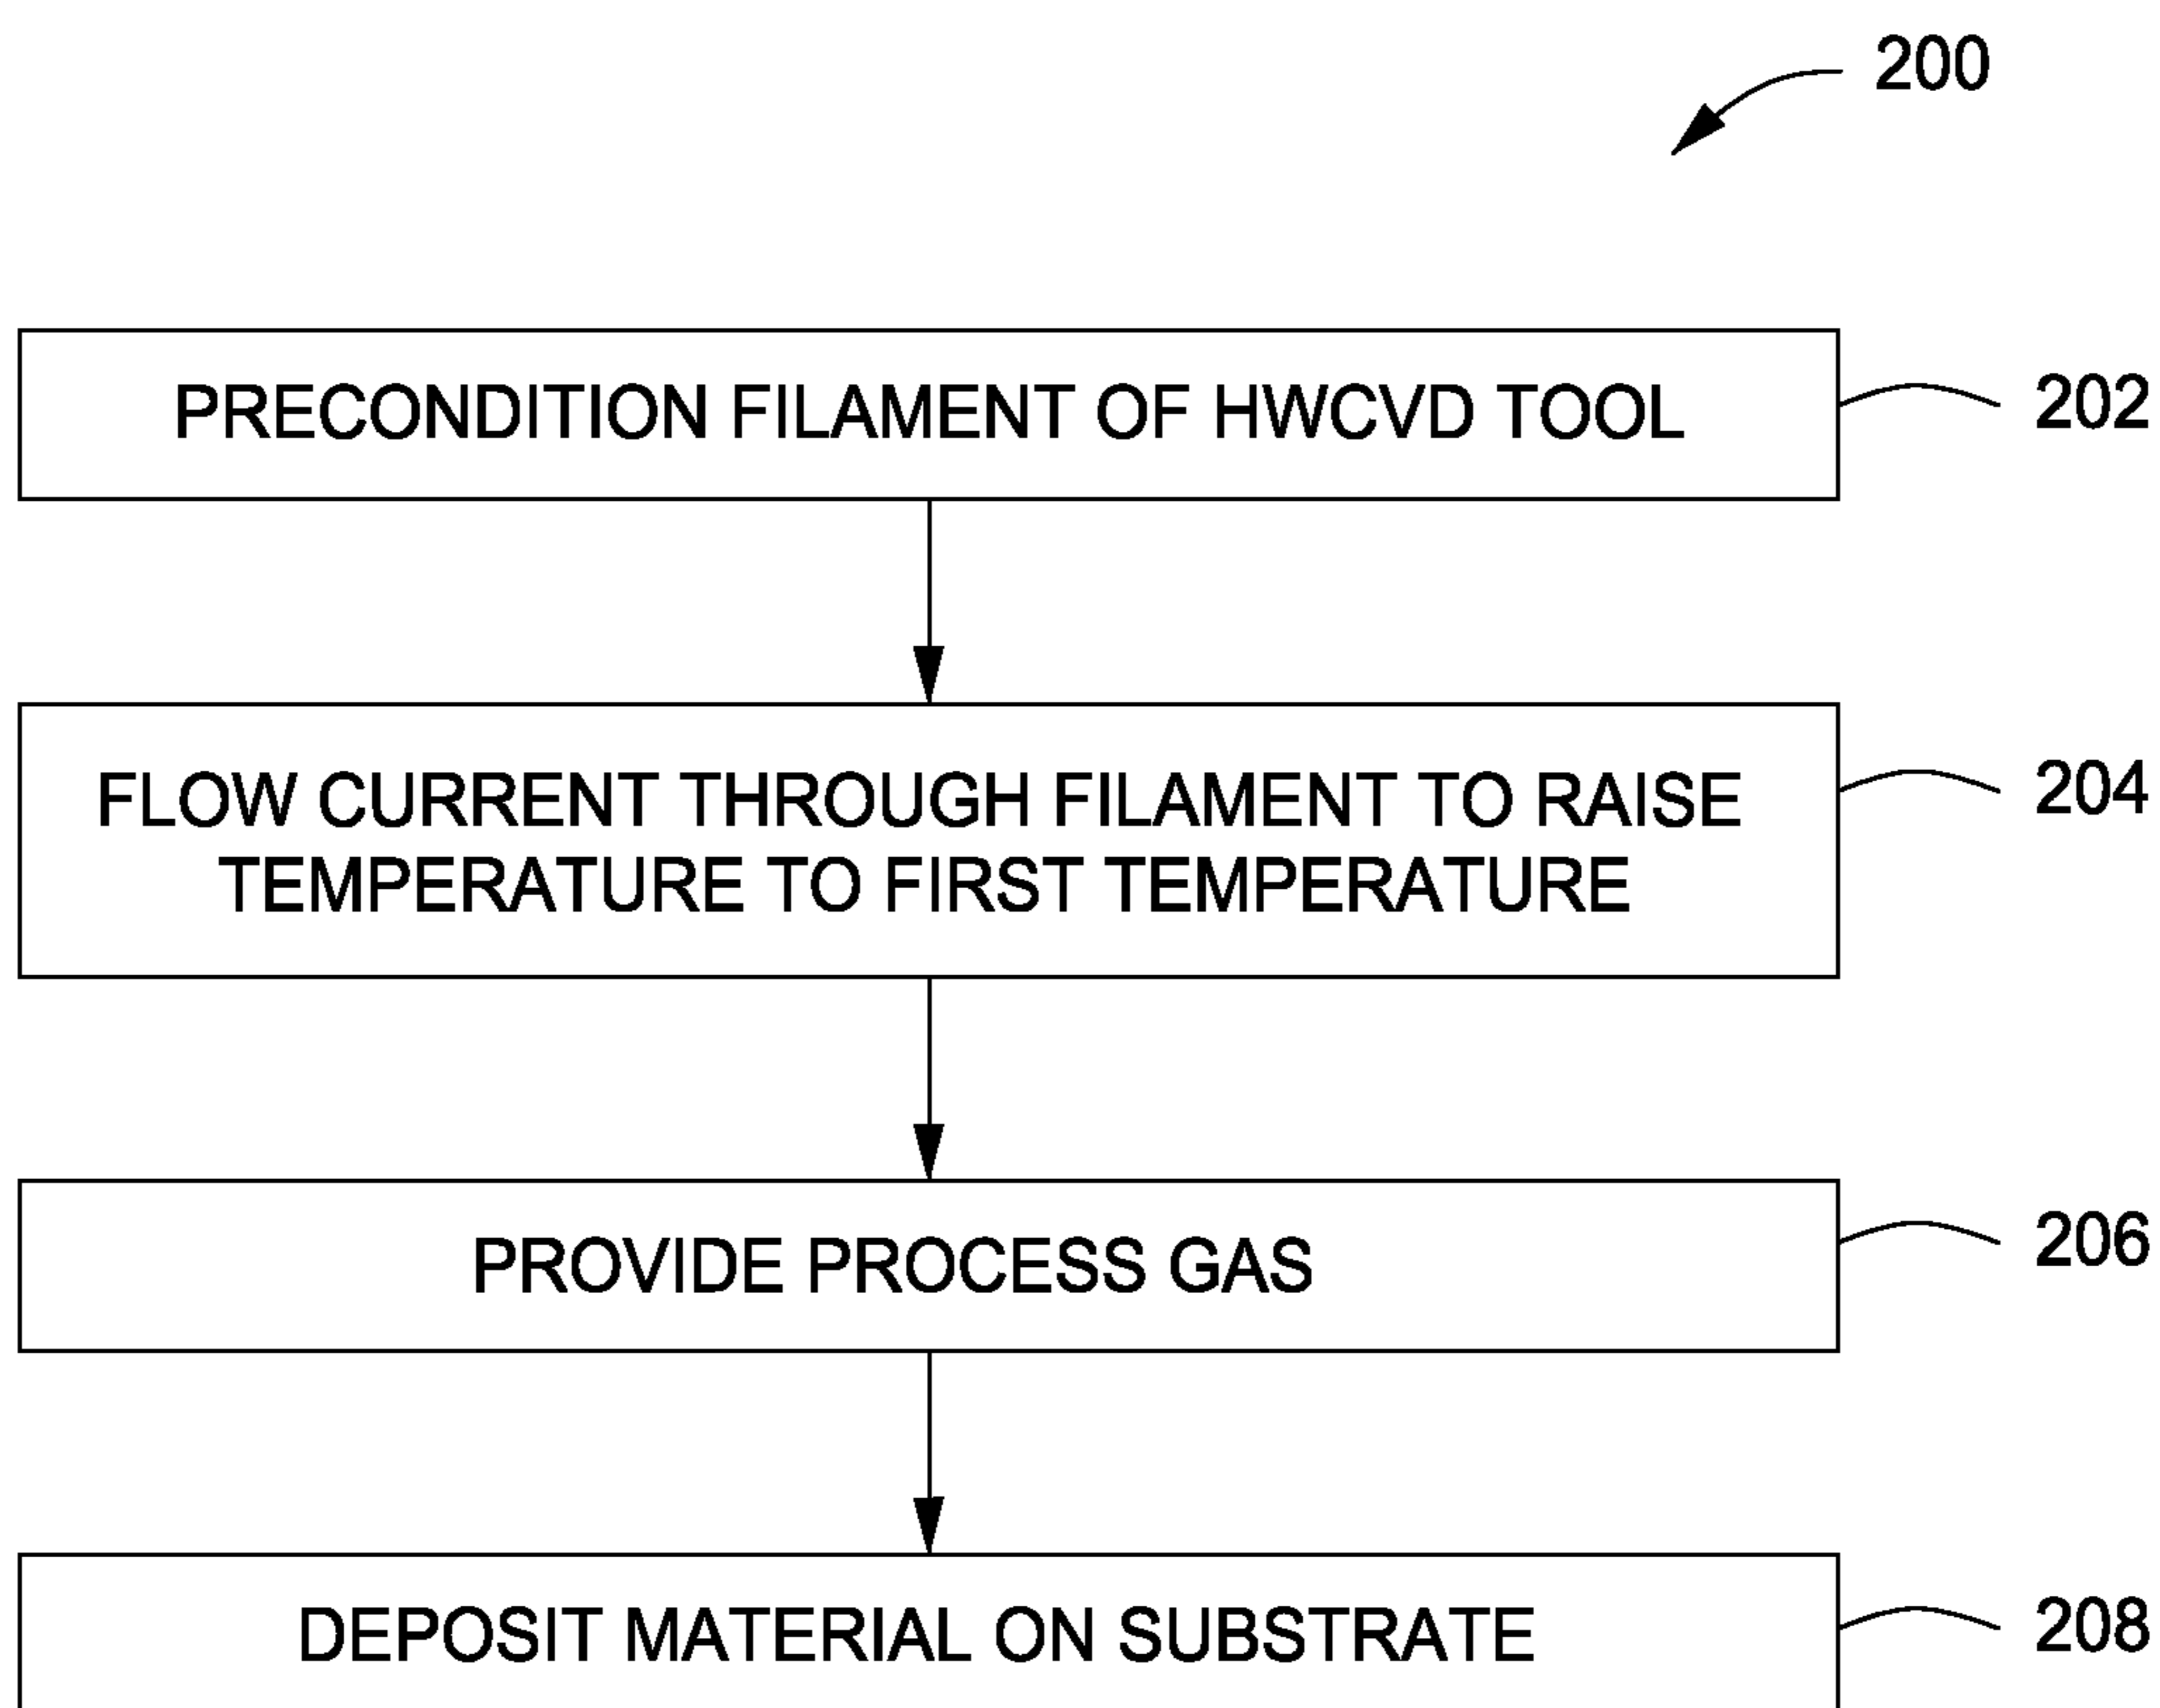 200
PRECONDITION FILAMENT OF HWCVD TOOL
202
FLOW CURRENT THROUGH FILAMENT TO RAISE
TEMPERATURE TO FIRST TEMPERATURE
204
PROVIDE PROCESS GAS
206
DEPOSIT MATERIAL ON SUBSTRATE
208